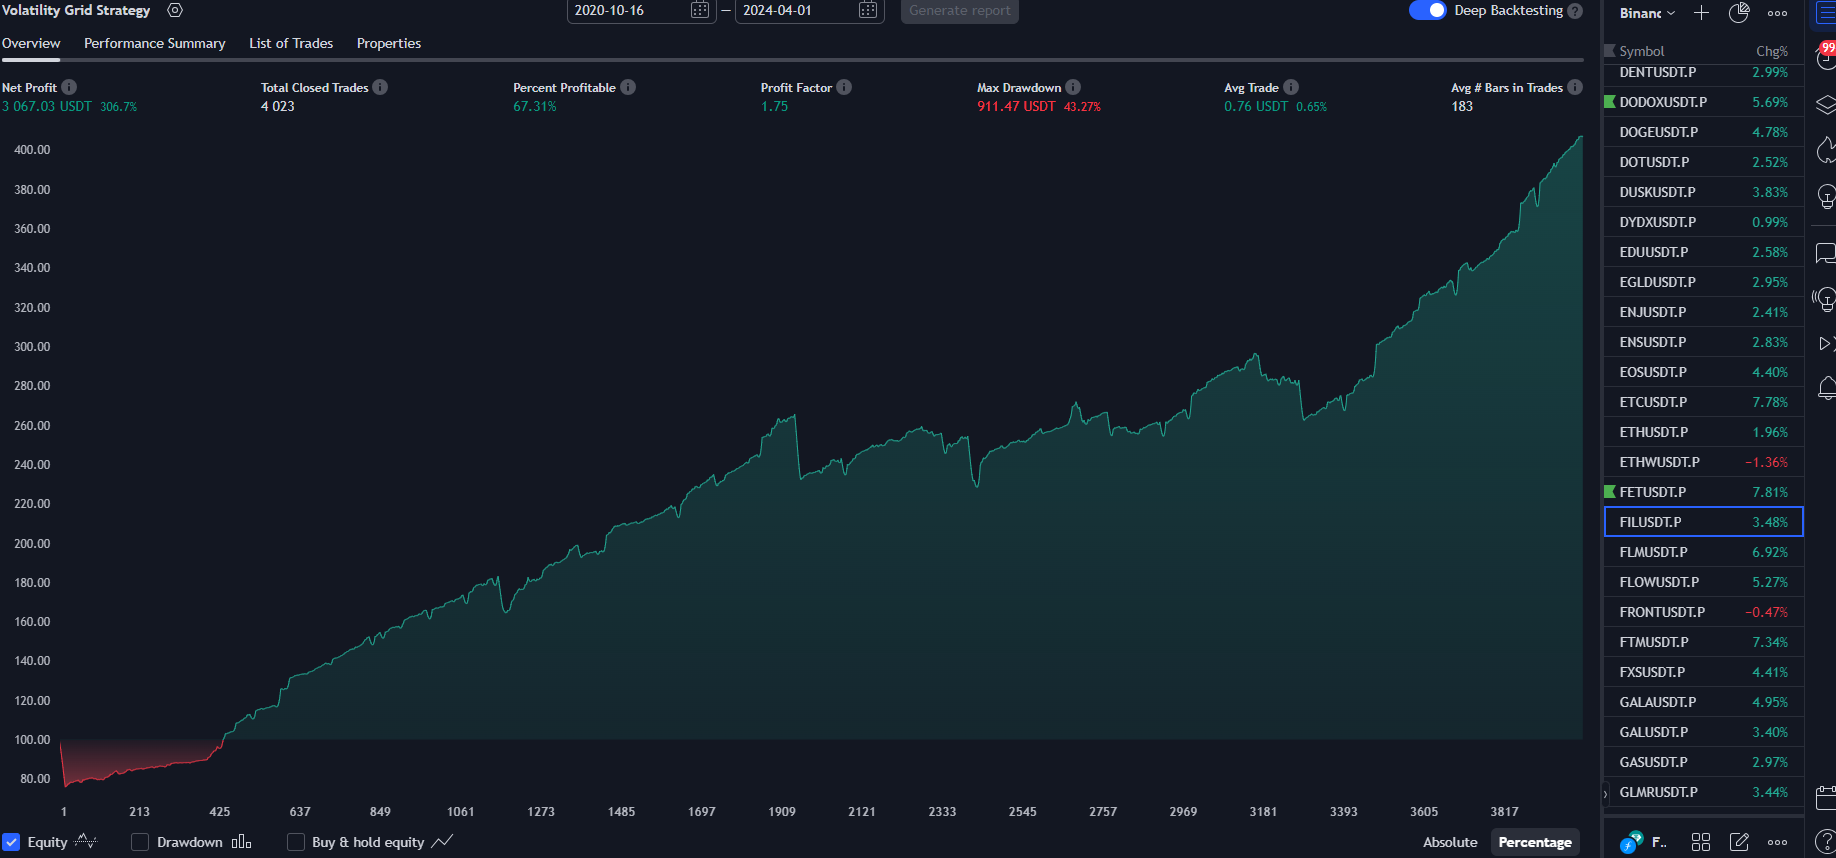 Volatility Grid Strategy
2020-10-16 — 2024-04-01 Generate report
Deep Backtesting ?
Overview Performance Summary List of Trades Properties
Net Profit Total Closed Trades Percent Profitable Profit Factor Max Drawdown Avg Trade Avg # Bars in Trades
3 067.03 USDT 306.7% 4 023 67.31% 1.75 911.47 USDT 43.27% 0.76 USDT 0.65% 183
400.00
380.00
360.00
340.00
320.00
300.00
280.00
260.00
240.00
220.00
200.00
180.00
160.00
140.00
120.00
100.00
80.00
1 213 425 637 849 1061 1273 1485 1697 1909 2121 2333 2545 2757 2969 3181 3393 3605 3817
Equity Drawdown Buy & hold equity Absolute Percentage
Binanc
99
Symbol Chg%
DENTUSDT.P 2.99%
DODOXUSDT.P 5.69%
DOGEUSDT.P 4.78%
DOTUSDT.P 2.52%
DUSKUSDT.P 3.83%
DYDXUSDT.P 0.99%
EDUUSDT.P 2.58%
EGLDUSDT.P 2.95%
ENJUSDT.P 2.41%
ENSUSDT.P 2.83%
EOSUSDT.P 4.40%
ETCUSDT.P 7.78%
ETHUSDT.P 1.96%
ETHWUSDT.P −1.36%
FETUSDT.P 7.81%
FILUSDT.P 3.48%
FLMUSDT.P 6.92%
FLOWUSDT.P 5.27%
FRONTUSDT.P −0.47%
FTMUSDT.P 7.34%
FXSUSDT.P 4.41%
GALAUSDT.P 4.95%
GALUSDT.P 3.40%
GASUSDT.P 2.97%
GLMRUSDT.P 3.44%
F..